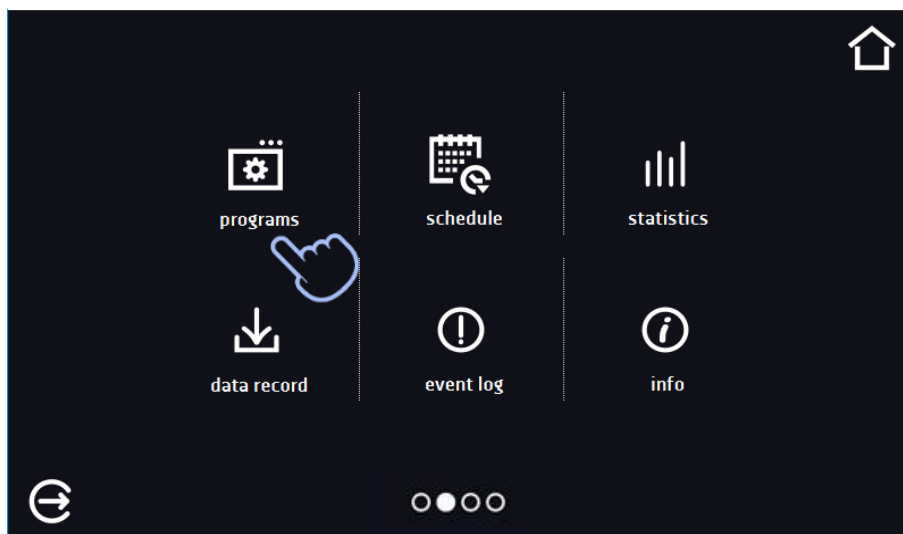 programs
schedule
statistics
data record
event log
info